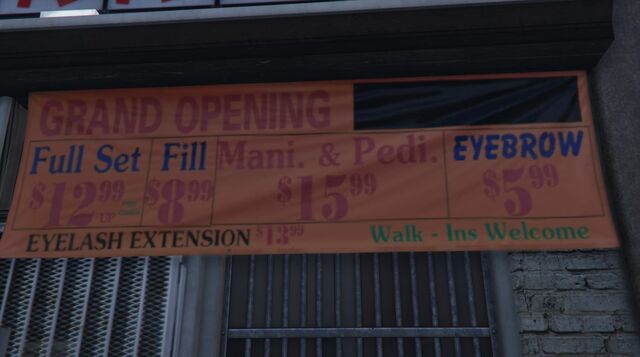 GRAND OPENING
Full Set Fill Mani. & Pedi. EYEBROW
$12.99 UP $8.99 $15.99 $5.99
EYELASH EXTENSION $13.99 Walk - Ins Welcome